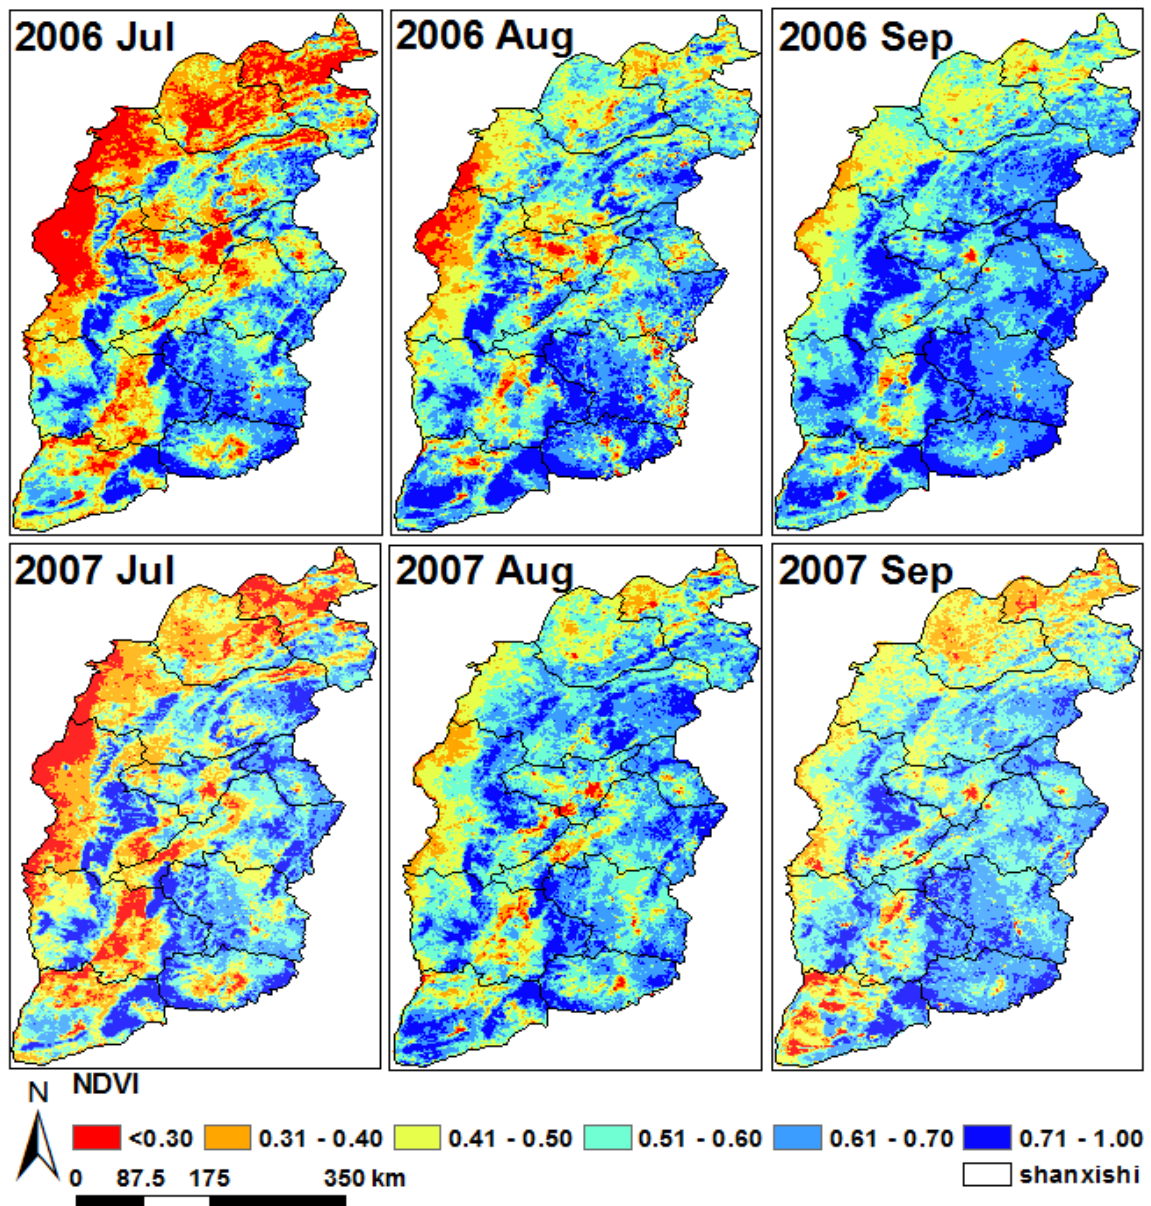 2006 Jul
2006 Aug
2006 Sep
2007 Jul
2007 Aug
2007 Sep
N
NDVI
<0.30
0.31 - 0.40
0.41 - 0.50
0.51 - 0.60
0.61 - 0.70
0.71 - 1.00
0 87.5 175 350 km
shanxishi